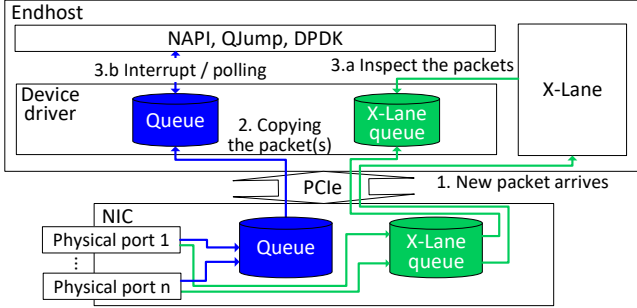 Endhost
NAPI, QJump, DPDK
3.b Interrupt / polling
3.a Inspect the packets
X-Lane
Device
driver
Queue
X-Lane
queue
2. Copying
the packet(s)
PCIe
1. New packet arrives
NIC
Physical port 1
⋮
Physical port n
Queue
X-Lane
queue